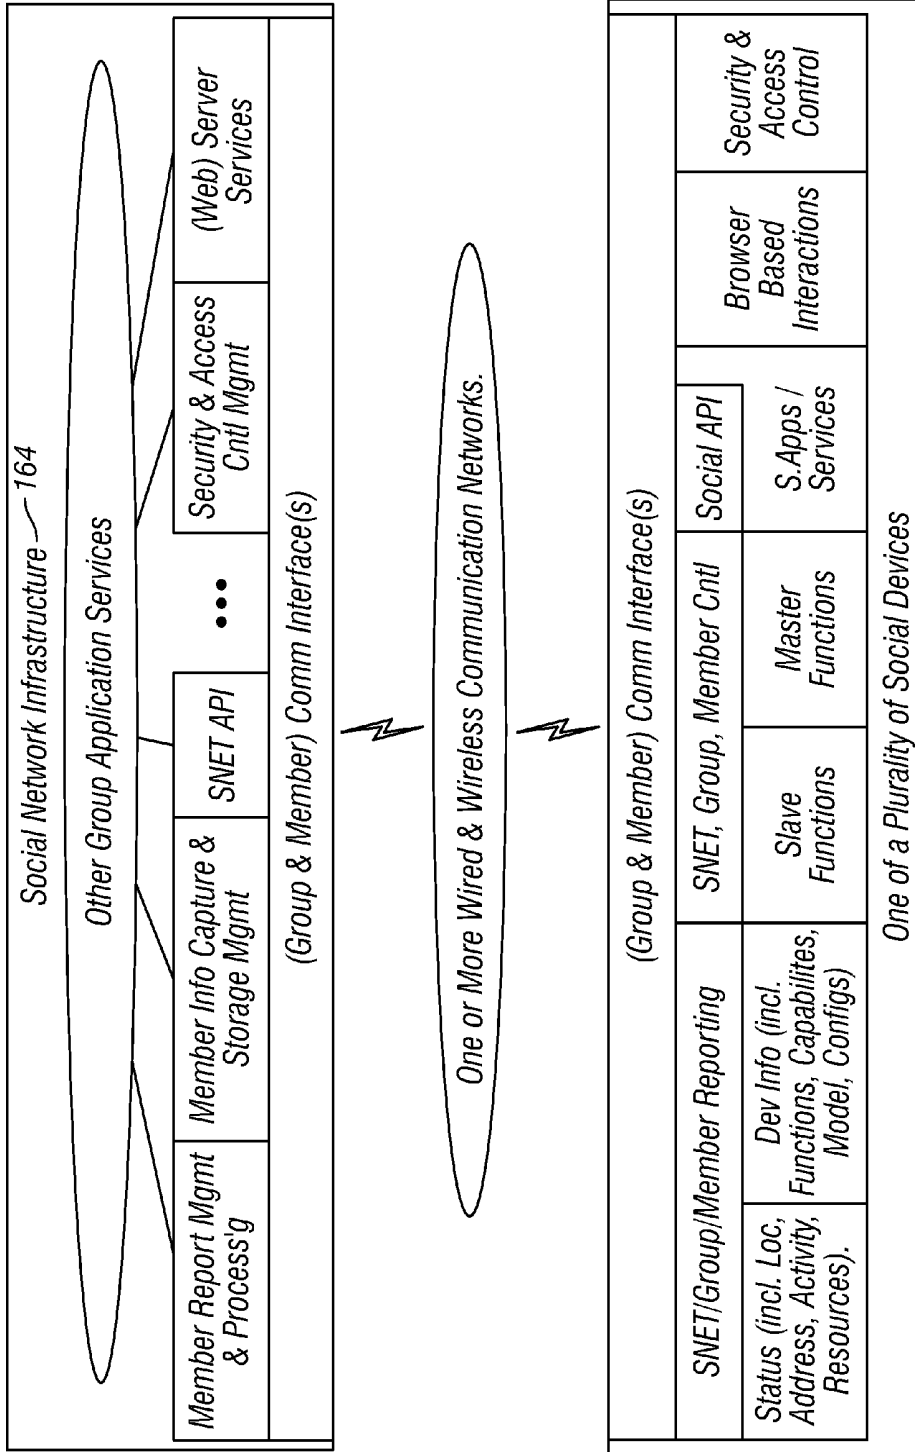 Social Network Infrastructure 164
Other Group Application Services
Member Report Mgmt
& Process'g
Member Info Capture &
Storage Mgmt
SNET API
•••
Security & Access
Cntl Mgmt
(Web) Server
Services
(Group & Member) Comm Interface(s)
One or More Wired & Wireless Communication Networks.
(Group & Member) Comm Interface(s)
SNET/Group/Member Reporting
SNET, Group, Member Cntl
Social API
Status (incl. Loc,
Address, Activity,
Resources).
Dev Info (incl.
Functions, Capabilites,
Model, Configs)
Slave
Functions
Master
Functions
S.Apps /
Services
Browser
Based
Interactions
Security &
Access
Control
One of a Plurality of Social Devices